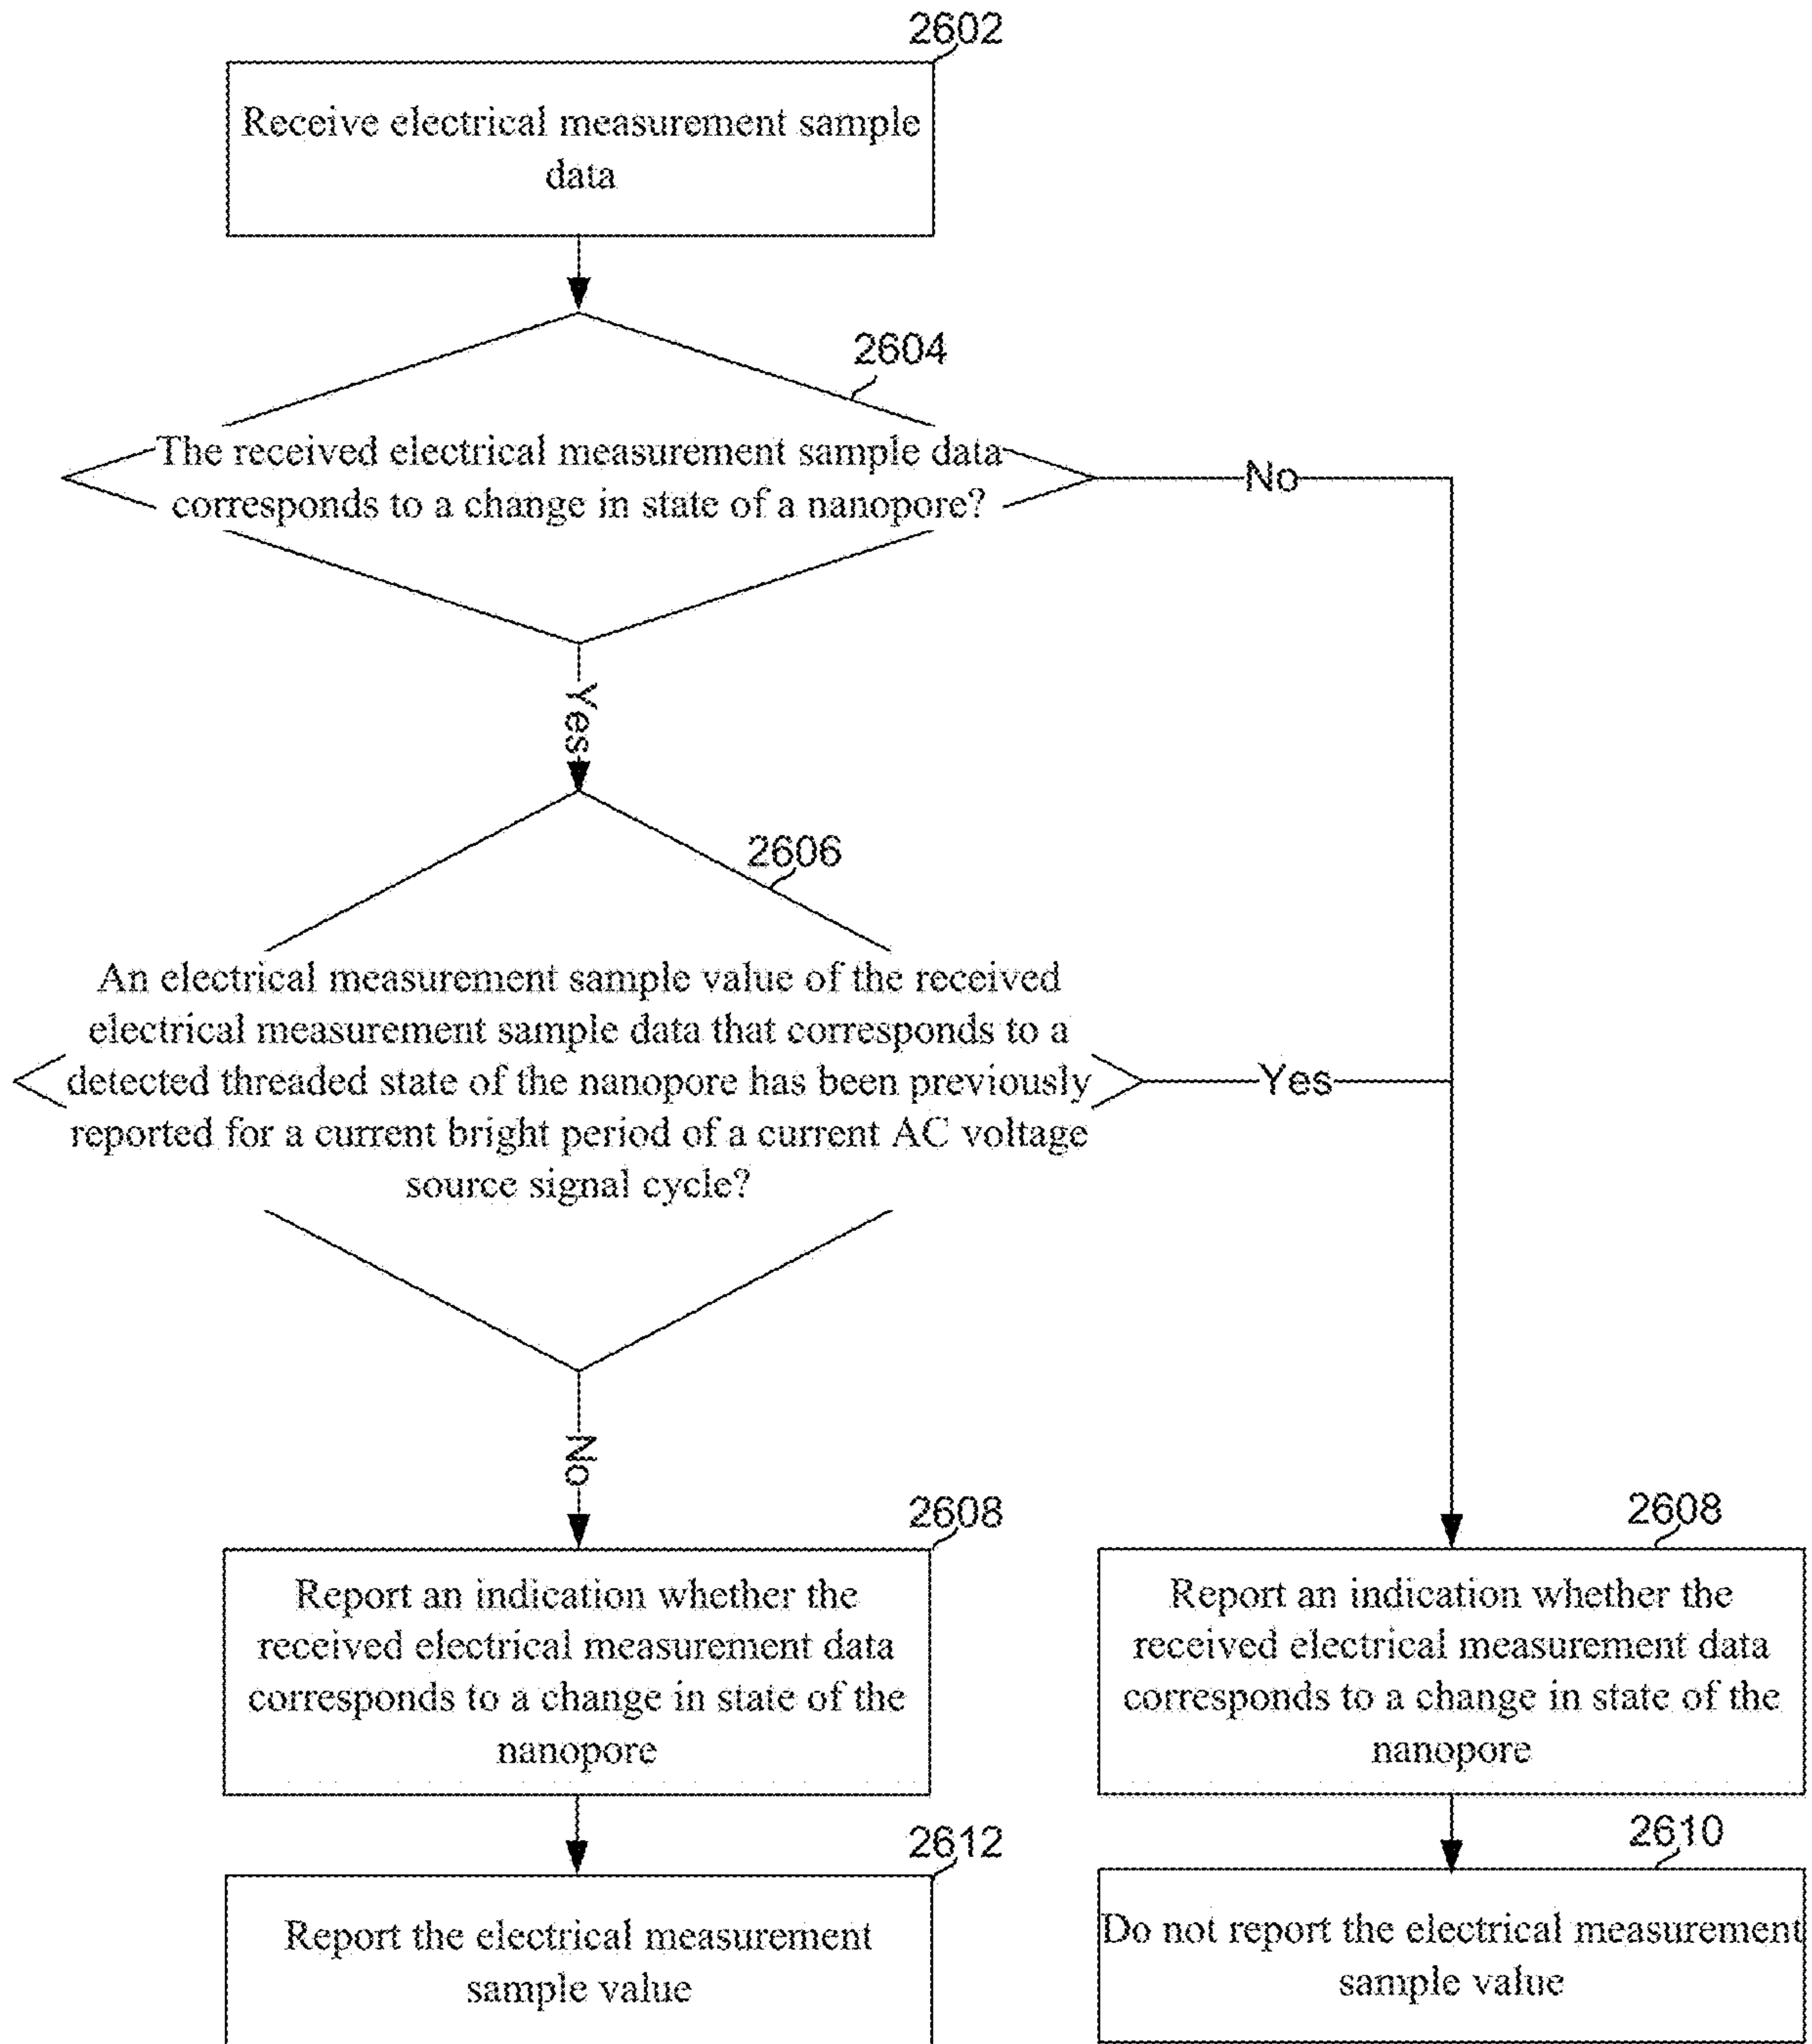 2602
Receive electrical measurement sample
data
2604
The received electrical measurement sample data
corresponds to a change in state of a nanopore?
No
Yes
2606
An electrical measurement sample value of the received
electrical measurement sample data that corresponds to a
detected threaded state of the nanopore has been previously
reported for a current bright period of a current AC voltage
source signal cycle?
Yes
No
2608
Report an indication whether the
received electrical measurement data
corresponds to a change in state of the
nanopore
2608
Report an indication whether the
received electrical measurement data
corresponds to a change in state of the
nanopore
2612
Report the electrical measurement
sample value
2610
Do not report the electrical measurement
sample value